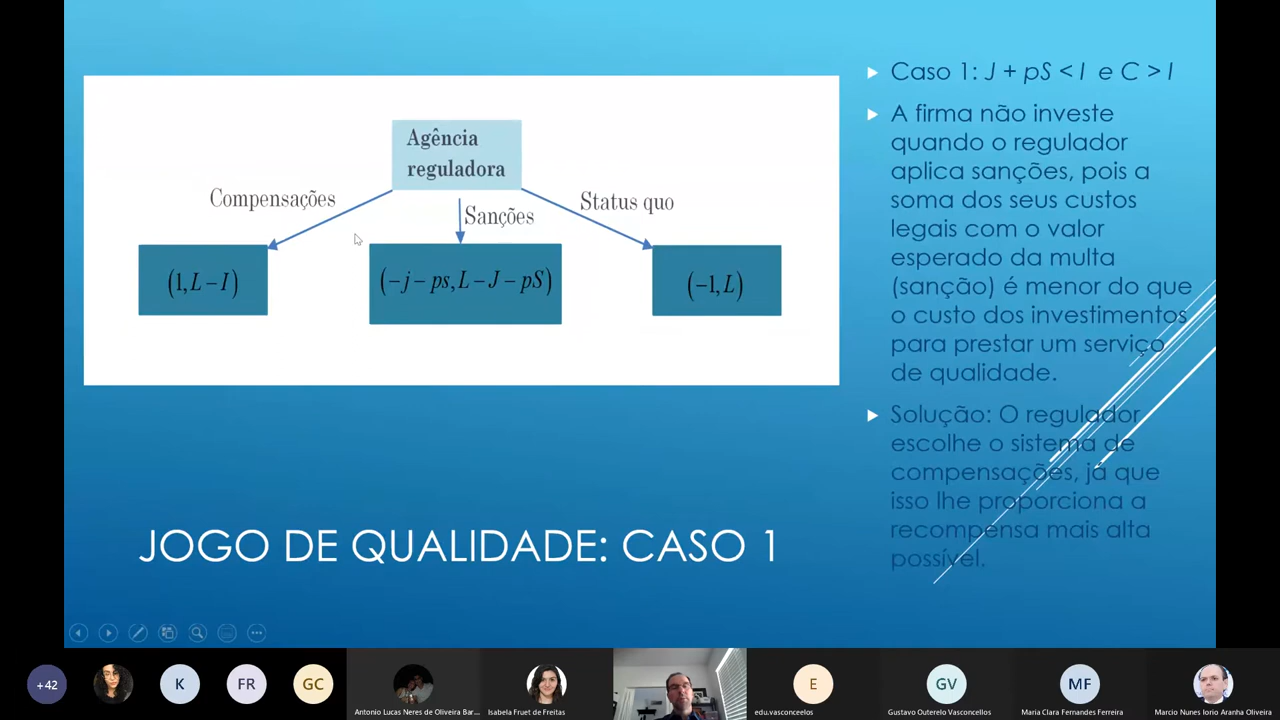 Caso 1: J + pS < I e C > I
A firma não investe
quando o regulador
aplica sanções, pois a
soma dos seus custos
legais com o valor
esperado da multa
(sanção) é menor do que
o custo dos investimentos
para prestar um serviço
de qualidade.
Solução: O regulador
escolhe o sistema de
compensações, já que
isso lhe proporciona a
recompensa mais alta
possível.
Agência
reguladora
Compensações
Sanções
Status quo
(1, L – I)
(– j – ps, L – J – pS)
(–1, L)
JOGO DE QUALIDADE: CASO 1
+42
K
FR
GC
E
GV
MF
Antonio Lucas Neres de Oliveira Bar...
Isabela Fruet de Freitas
edu.vasconceelos
Gustavo Outerelo Vasconcellos
Maria Clara Fernandes Ferreira
Marcio Nunes Iorio Aranha Oliveira